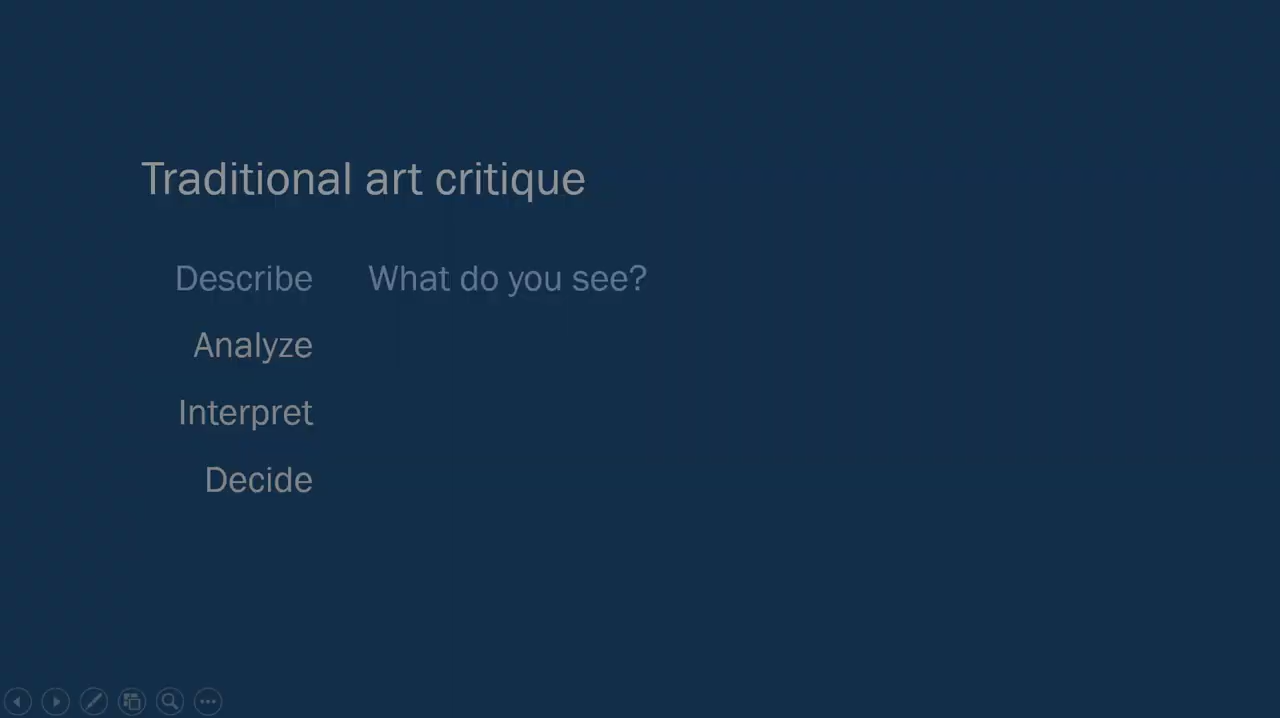 Traditional art critique
Describe What do you see?
Analyze
Interpret
Decide